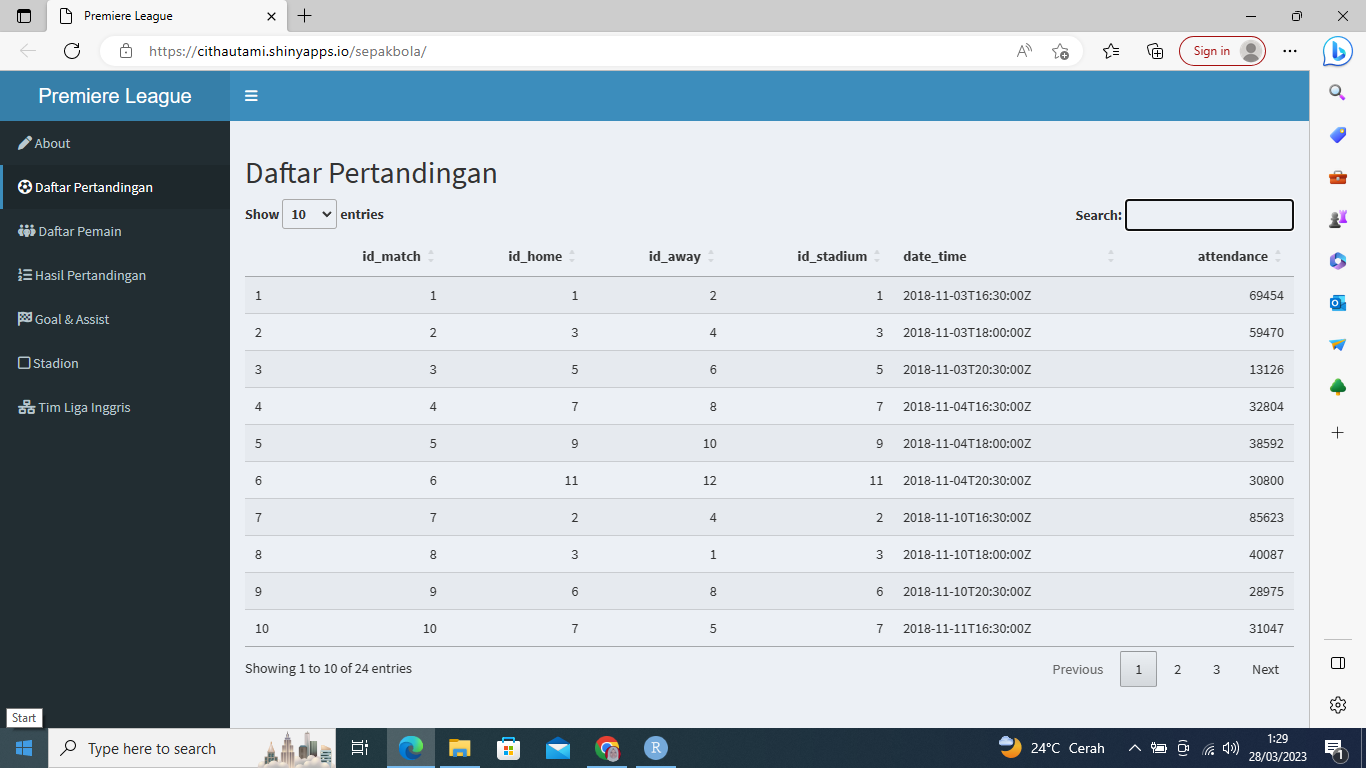 Premiere League
https://cithautami.shinyapps.io/sepakbola/
Sign in
Premiere League
About
Daftar Pertandingan
Daftar Pemain
Hasil Pertandingan
Goal & Assist
Stadion
Tim Liga Inggris
Daftar Pertandingan
Show 10 entries
Search:
id_match id_home id_away id_stadium date_time attendance
1 1 1 2 1 2018-11-03T16:30:00Z 69454
2 2 3 4 3 2018-11-03T18:00:00Z 59470
3 3 5 6 5 2018-11-03T20:30:00Z 13126
4 4 7 8 7 2018-11-04T16:30:00Z 32804
5 5 9 10 9 2018-11-04T18:00:00Z 38592
6 6 11 12 11 2018-11-04T20:30:00Z 30800
7 7 2 4 2 2018-11-10T16:30:00Z 85623
8 8 3 1 3 2018-11-10T18:00:00Z 40087
9 9 6 8 6 2018-11-10T20:30:00Z 28975
10 10 7 5 7 2018-11-11T16:30:00Z 31047
Showing 1 to 10 of 24 entries
Previous 1 2 3 Next
Start
Type here to search
R
24°C Cerah
1:29
28/03/2023
1